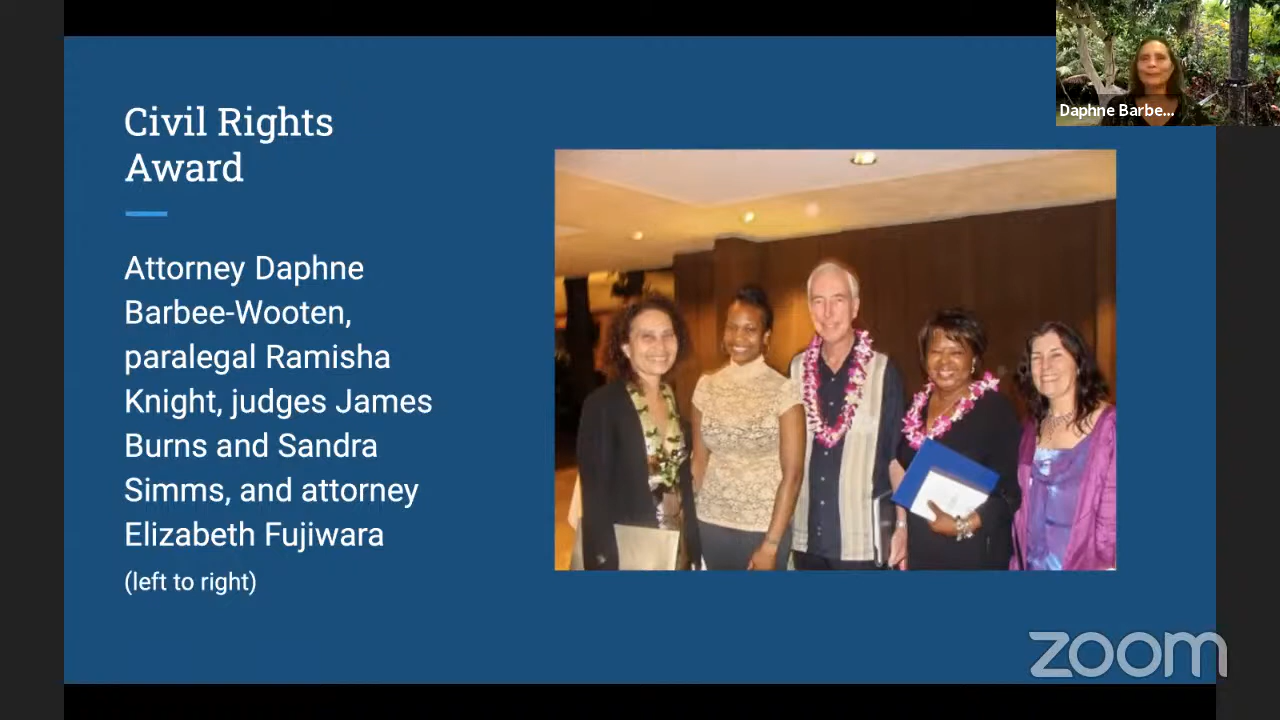 Daphne Barbe...
Civil Rights
Award
Attorney Daphne
Barbee-Wooten,
paralegal Ramisha
Knight, judges James
Burns and Sandra
Simms, and attorney
Elizabeth Fujiwara
(left to right)
zoom